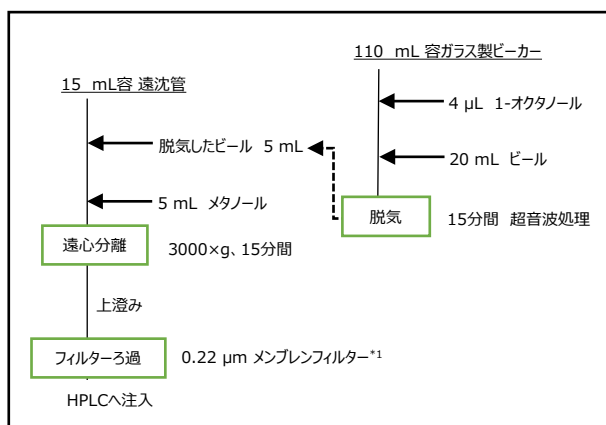 110 mL 容ガラス製ビーカー
4 µL 1-オクタノール
20 mL ビール
脱気
15分間 超音波処理
15 mL容 遠沈管
脱気したビール 5 mL
5 mL メタノール
遠心分離
3000×g、15分間
上澄み
フィルターろ過
0.22 µm メンブレンフィルター*1
HPLCへ注入